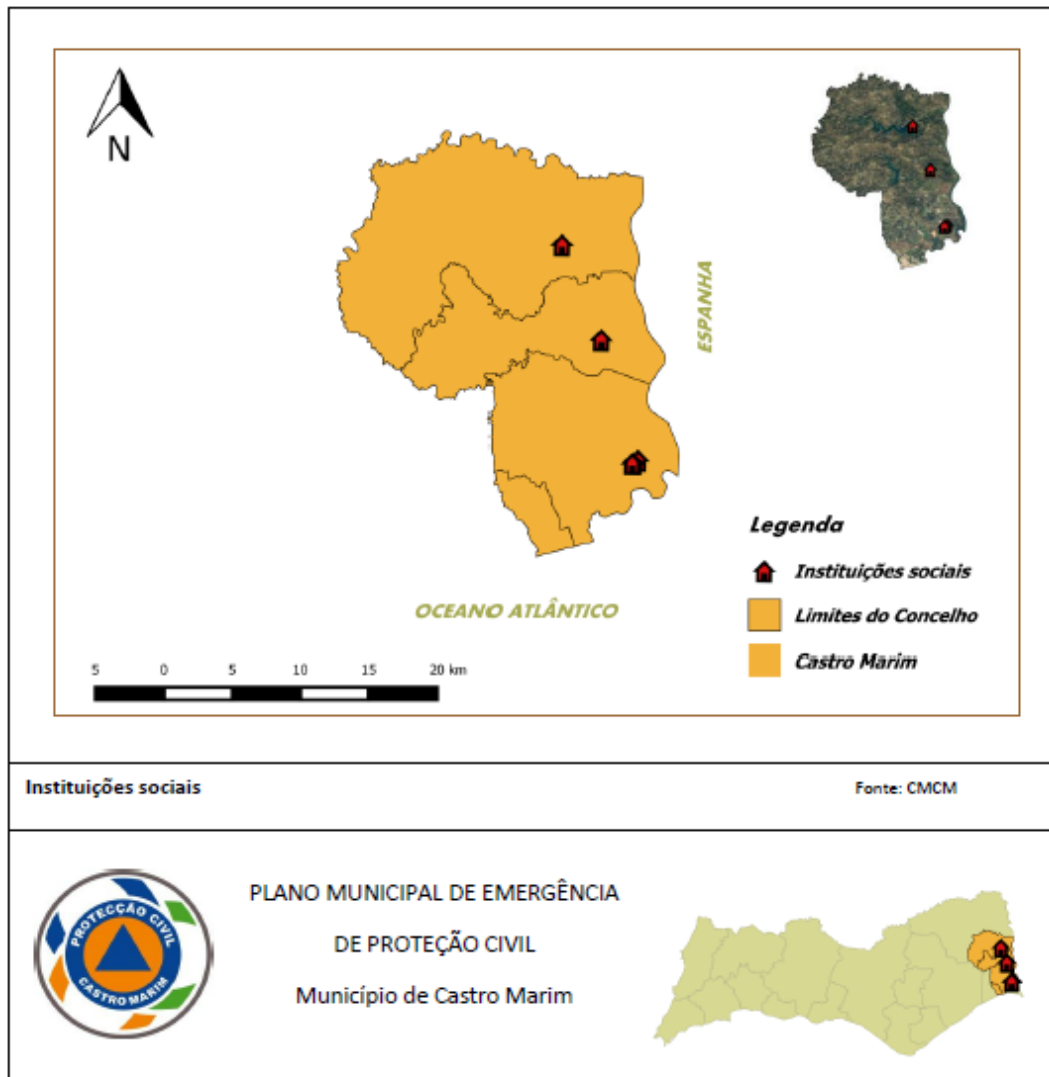 N
ESPANHA
Legenda
Instituições sociais
Limites do Concelho
Castro Marim
OCEANO ATLÂNTICO
5 0 5 10 15 20 km
Instituições sociais
Fonte: CMCM
PROTECÇÃO CIVIL
CASTRO MARIM
PLANO MUNICIPAL DE EMERGÊNCIA
DE PROTEÇÃO CIVIL
Município de Castro Marim